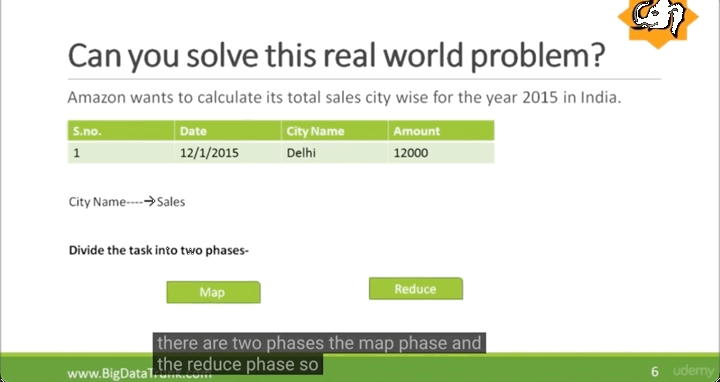 Can you solve this real world problem?
Amazon wants to calculate its total sales city wise for the year 2015 in India.
S.no. Date City Name Amount
1 12/1/2015 Delhi 12000
City Name----→Sales
Divide the task into two phases-
Map Reduce
there are two phases the map phase and
the reduce phase so
www.BigDataTrunk.com 6 udemy